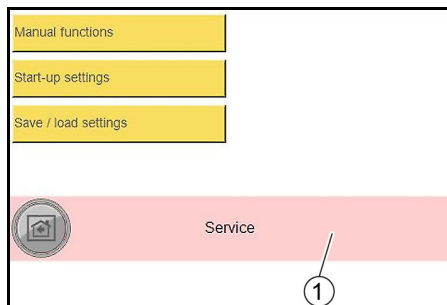 Manual functions
Start-up settings
Save / load settings
Service
1